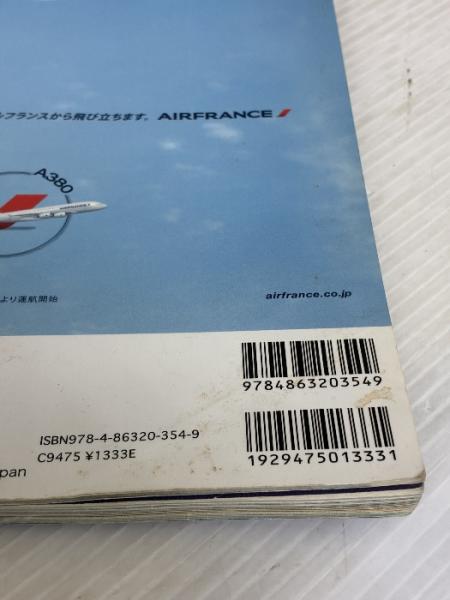 ルフランスから飛び立ちます。 AIRFRANCE
A380
より運航開始
airfrance.co.jp
9784863203549
ISBN978-4-86320-354-9
C9475 ¥1333E
1929475013331
pan